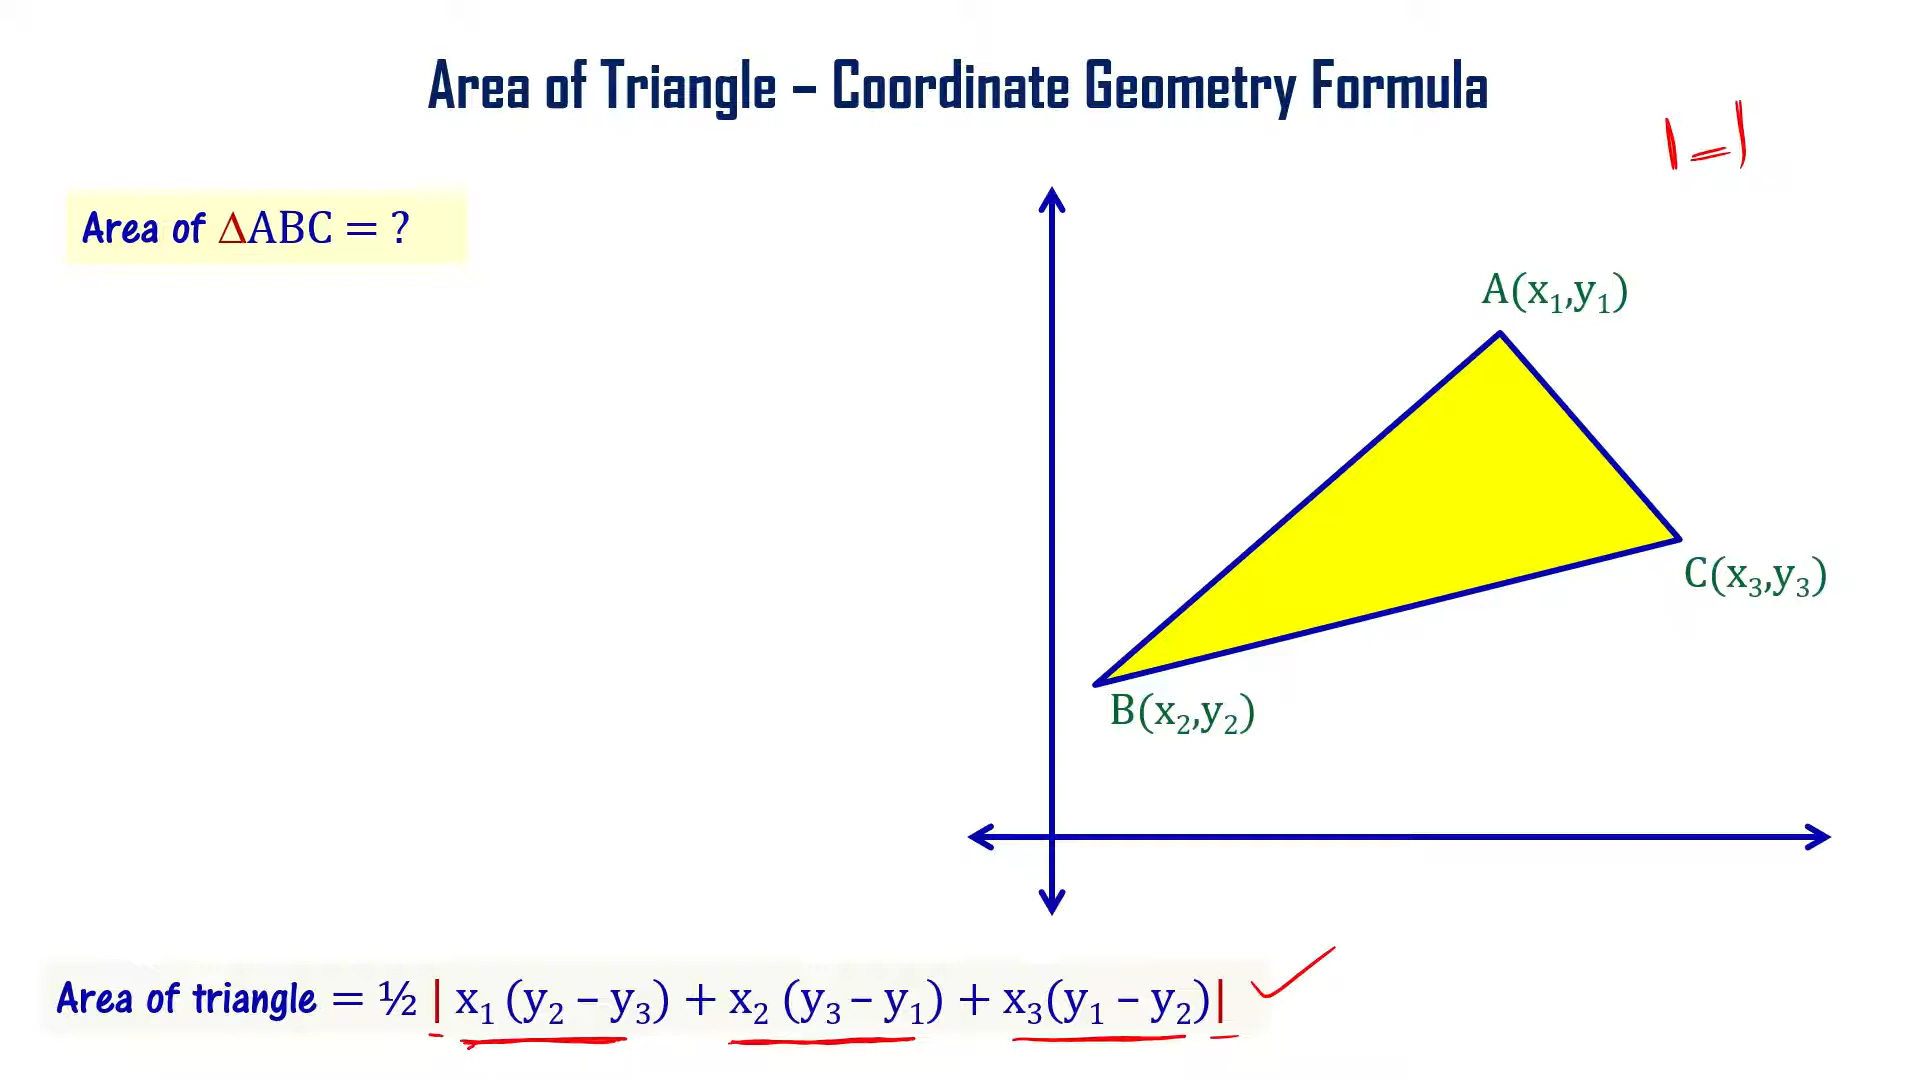 Area of Triangle – Coordinate Geometry Formula
Area of ΔABC = ?
A(x₁,y₁)
C(x₃,y₃)
B(x₂,y₂)
Area of triangle = ½ | x₁ (y₂ – y₃) + x₂ (y₃ – y₁) + x₃(y₁ – y₂)|